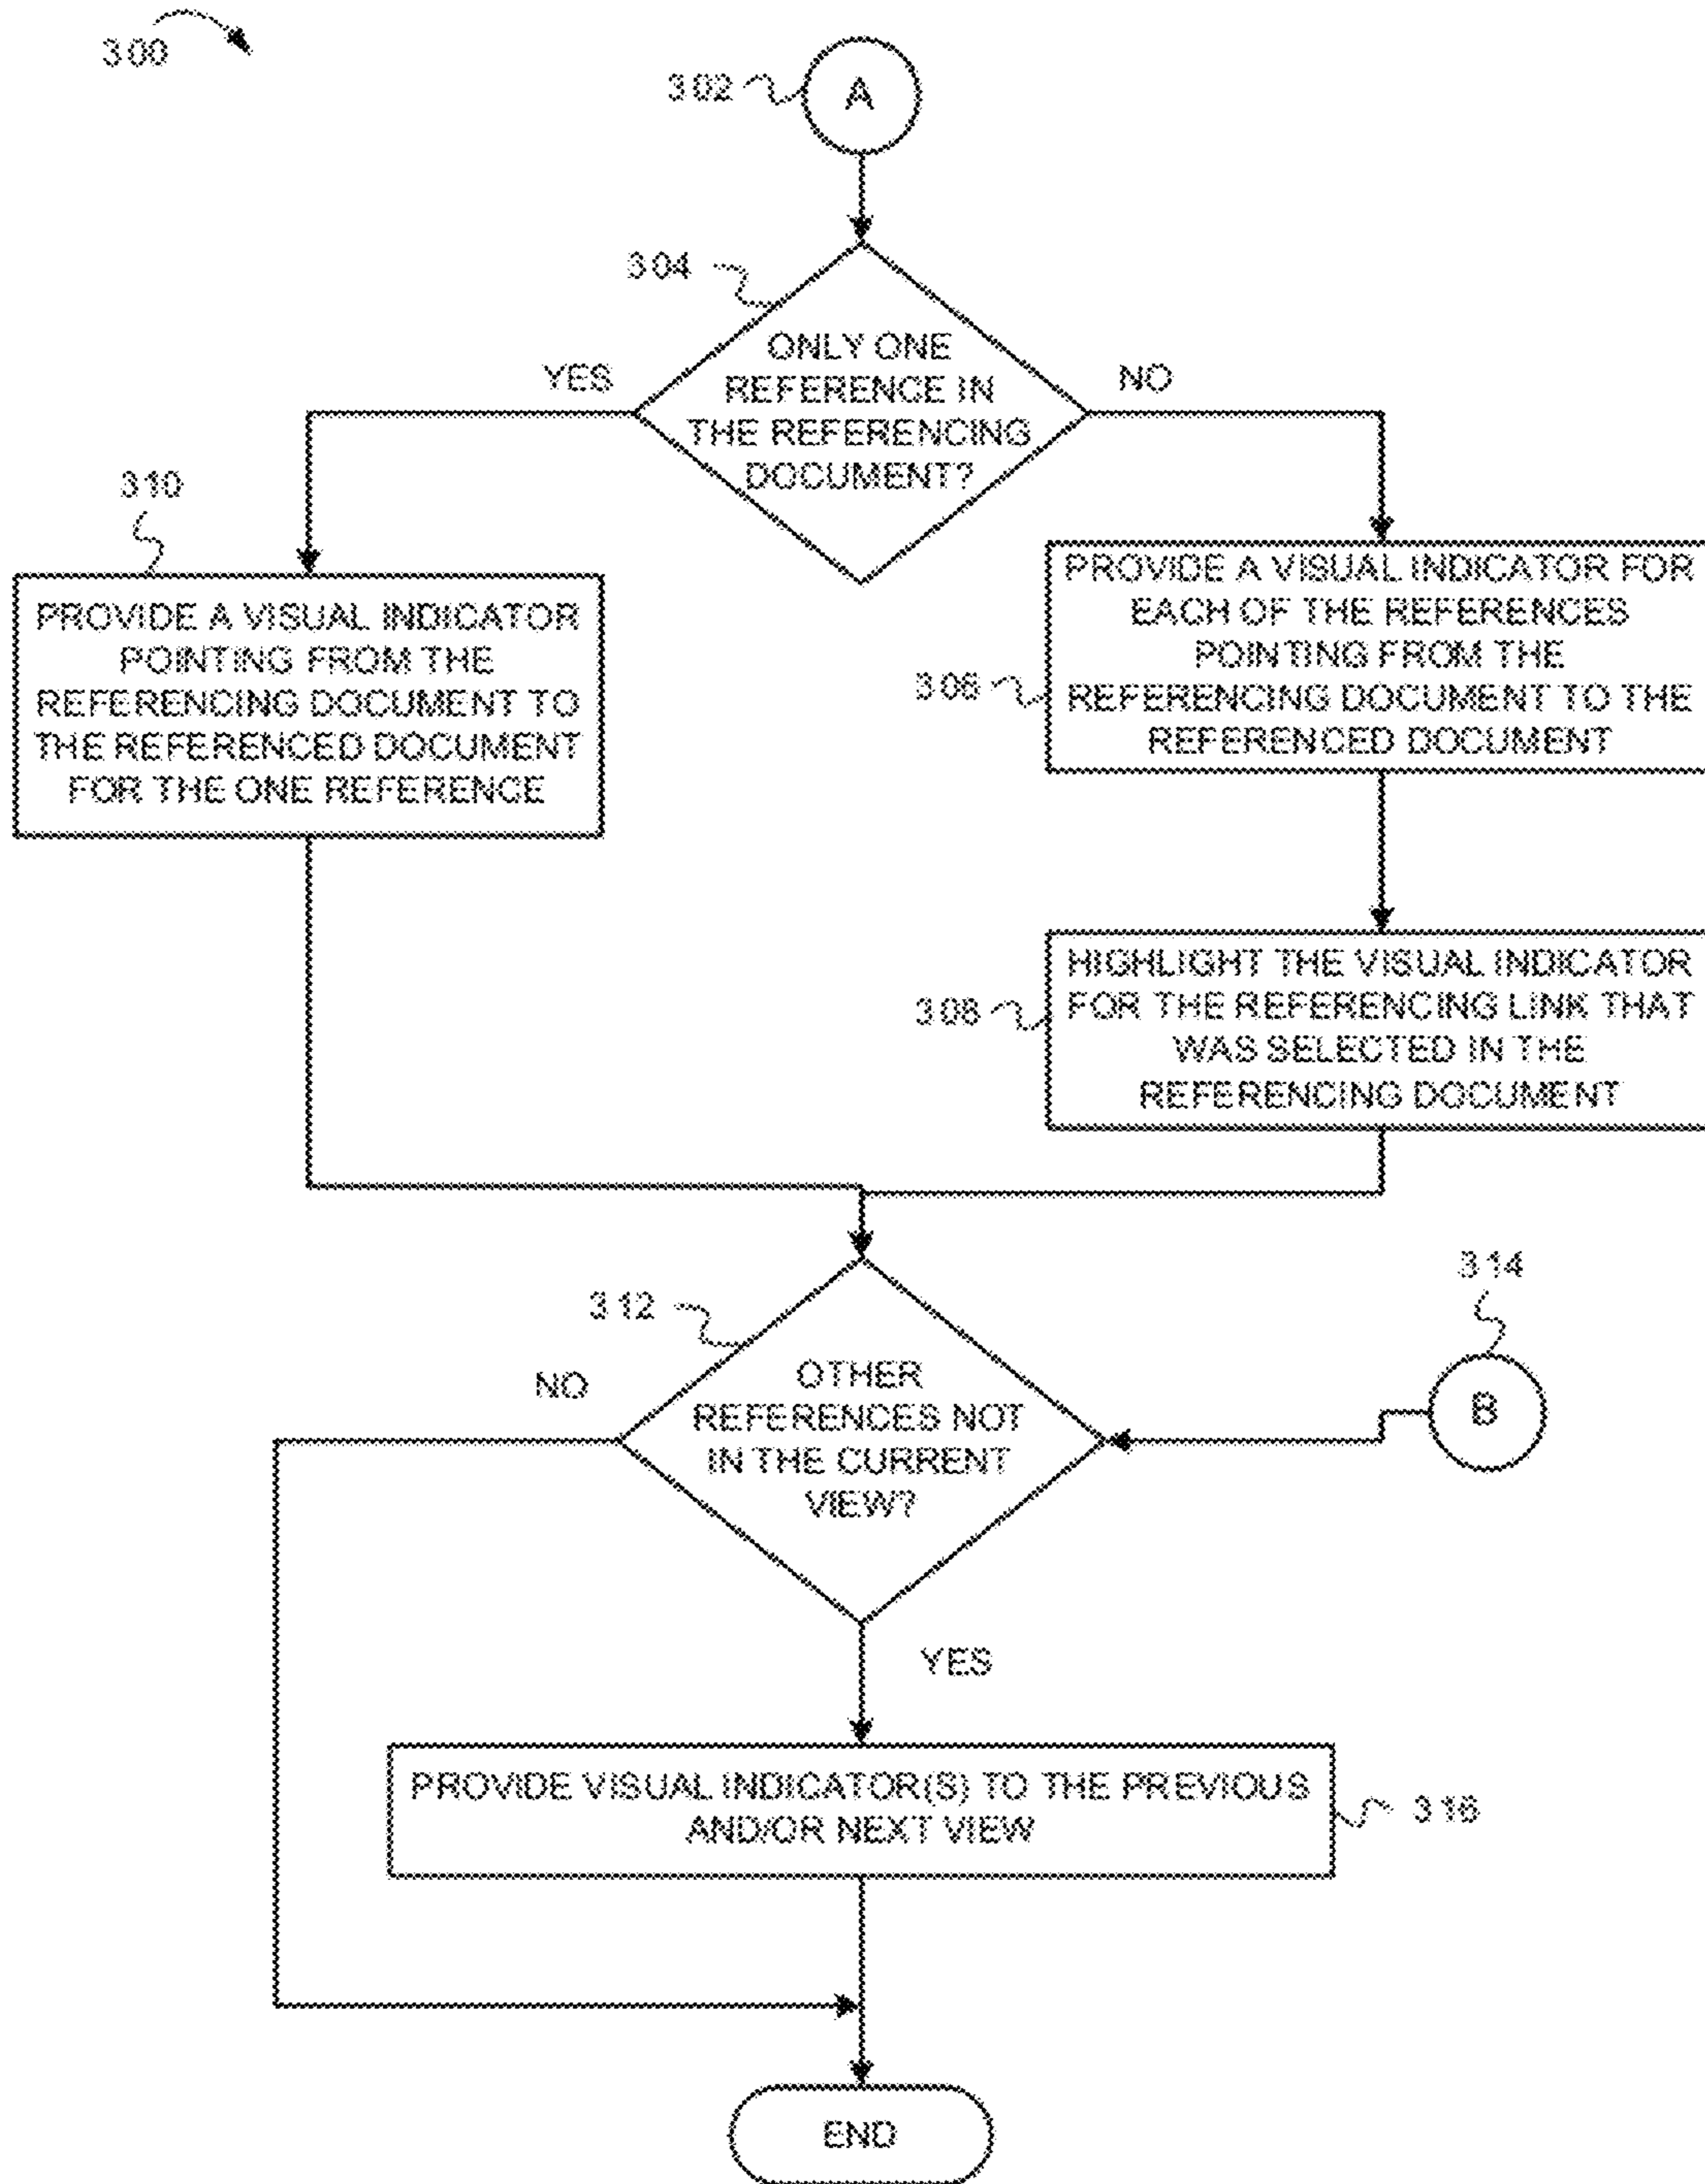 300
302
A
304
ONLY ONE
REFERENCE IN
THE REFERENCING
DOCUMENT?
YES
NO
310
PROVIDE A VISUAL INDICATOR
POINTING FROM THE
REFERENCING DOCUMENT TO
THE REFERENCED DOCUMENT
FOR THE ONE REFERENCE
306
PROVIDE A VISUAL INDICATOR FOR
EACH OF THE REFERENCES
POINTING FROM THE
REFERENCING DOCUMENT TO THE
REFERENCED DOCUMENT
308
HIGHLIGHT THE VISUAL INDICATOR
FOR THE REFERENCING LINK THAT
WAS SELECTED IN THE
REFERENCING DOCUMENT
312
NO
OTHER
REFERENCES NOT
IN THE CURRENT
VIEW?
314
B
YES
PROVIDE VISUAL INDICATOR(S) TO THE PREVIOUS
AND/OR NEXT VIEW
316
END